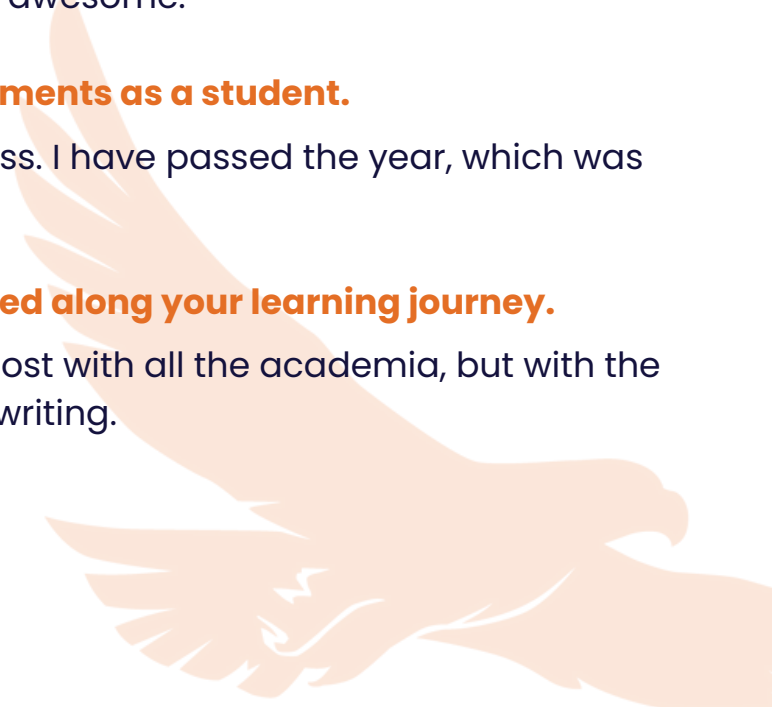 awesome.
ments as a student.
ss. I have passed the year, which was
ed along your learning journey.
ost with all the academia, but with the
writing.